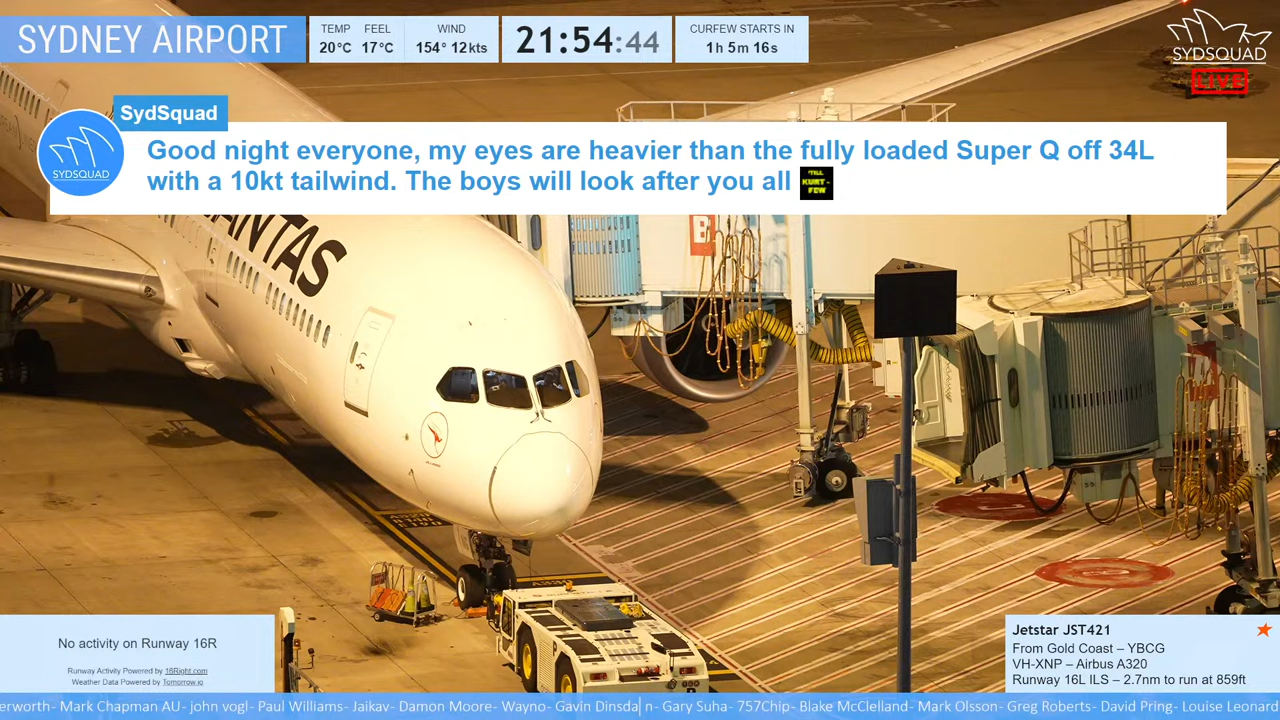 SYDNEY AIRPORT
TEMP FEEL WIND
20°C 17°C 154° 12kts
21:54:44
CURFEW STARTS IN
1h 5m 16s
SYDSQUAD
LIVE
SydSquad
SYDSQUAD
Good night everyone, my eyes are heavier than the fully loaded Super Q off 34L
with a 10kt tailwind. The boys will look after you all
'TILL
KURT-
FEW
ANTAS
No activity on Runway 16R
Runway Activity Powered by 16Right.com
Weather Data Powered by Tomorrow.io
Jetstar JST421
From Gold Coast – YBCG
VH-XNP – Airbus A320
Runway 16L ILS – 2.7nm to run at 859ft
erworth- Mark Chapman AU- john vogl- Paul Williams- Jaikav- Damon Moore- Wayno- Gavin Dinsda n- Gary Suha- 757Chip- Blake McClelland- Mark Olsson- Greg Roberts- David Pring- Louise Leonard